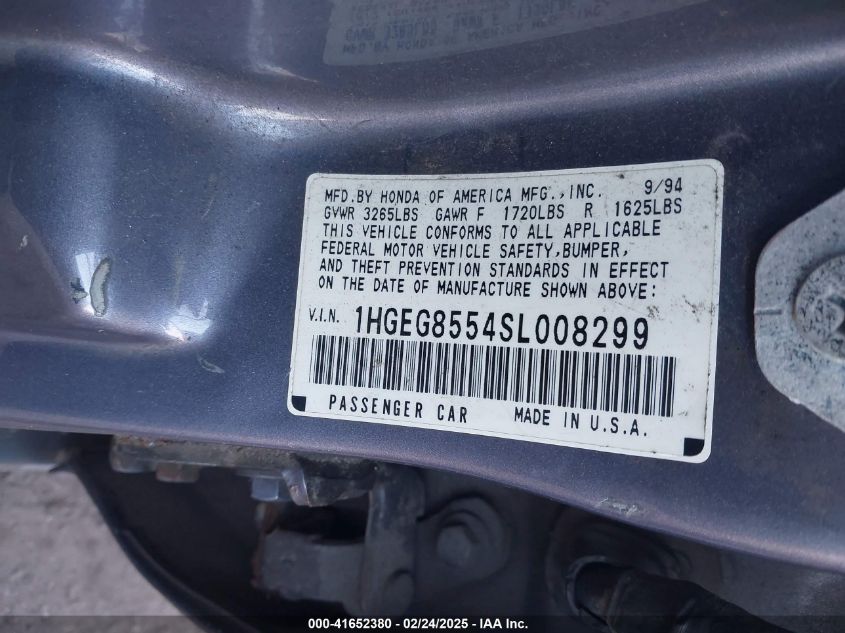 MFD.BY HONDA OF AMERICA MFG.,INC. 9/94
GVWR 3265LBS GAWR F 1720LBS R 1625LBS
THIS VEHICLE CONFORMS TO ALL APPLICABLE
FEDERAL MOTOR VEHICLE SAFETY,BUMPER,
AND THEFT PREVENTION STANDARDS IN EFFECT
ON THE DATE OF MANUFACTURE SHOWN ABOVE:
V.I.N. 1HGEG8554SL008299
PASSENGER CAR MADE IN U.S.A.
000-41652380 - 02/24/2025 - IAA